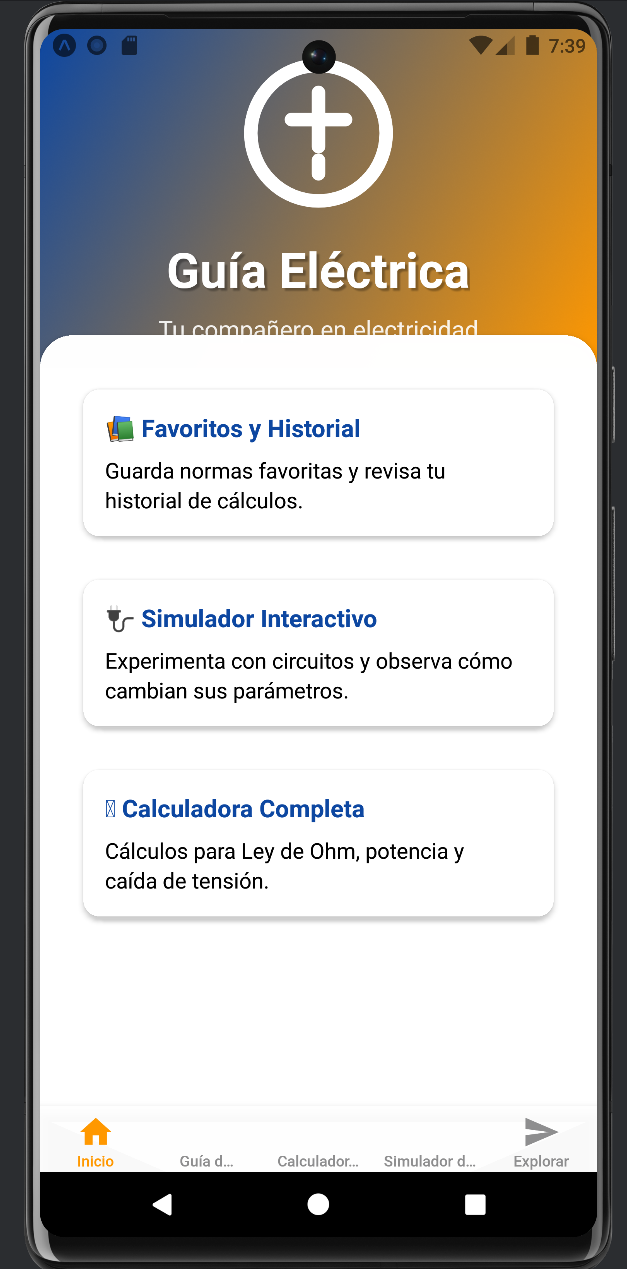 7:39
Guía Eléctrica
Tu compañero en electricidad
Favoritos y Historial
Guarda normas favoritas y revisa tu
historial de cálculos.
Simulador Interactivo
Experimenta con circuitos y observa cómo
cambian sus parámetros.
Calculadora Completa
Cálculos para Ley de Ohm, potencia y
caída de tensión.
Inicio
Guía d...
Calculador...
Simulador d...
Explorar